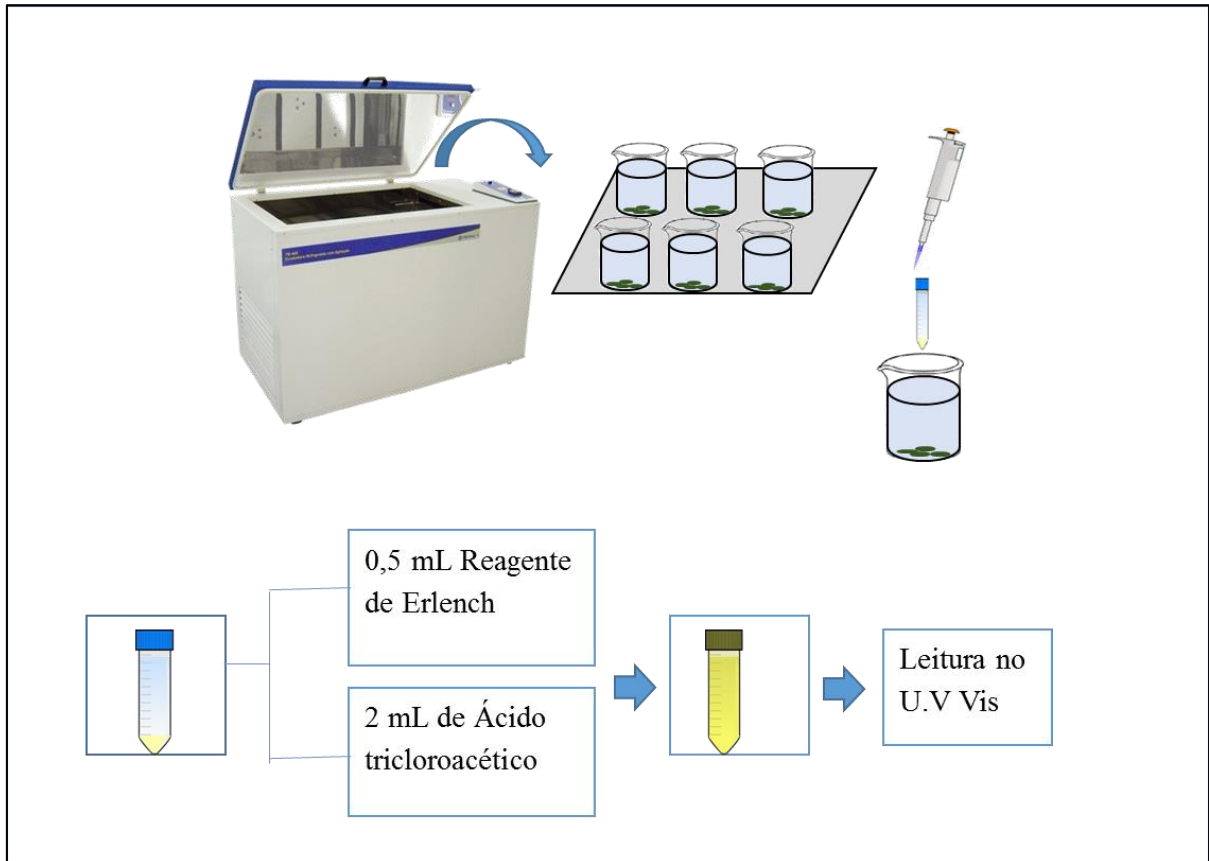 0,5 mL Reagente
de Erlench
2 mL de Ácido
tricloroacético
Leitura no
U.V Vis